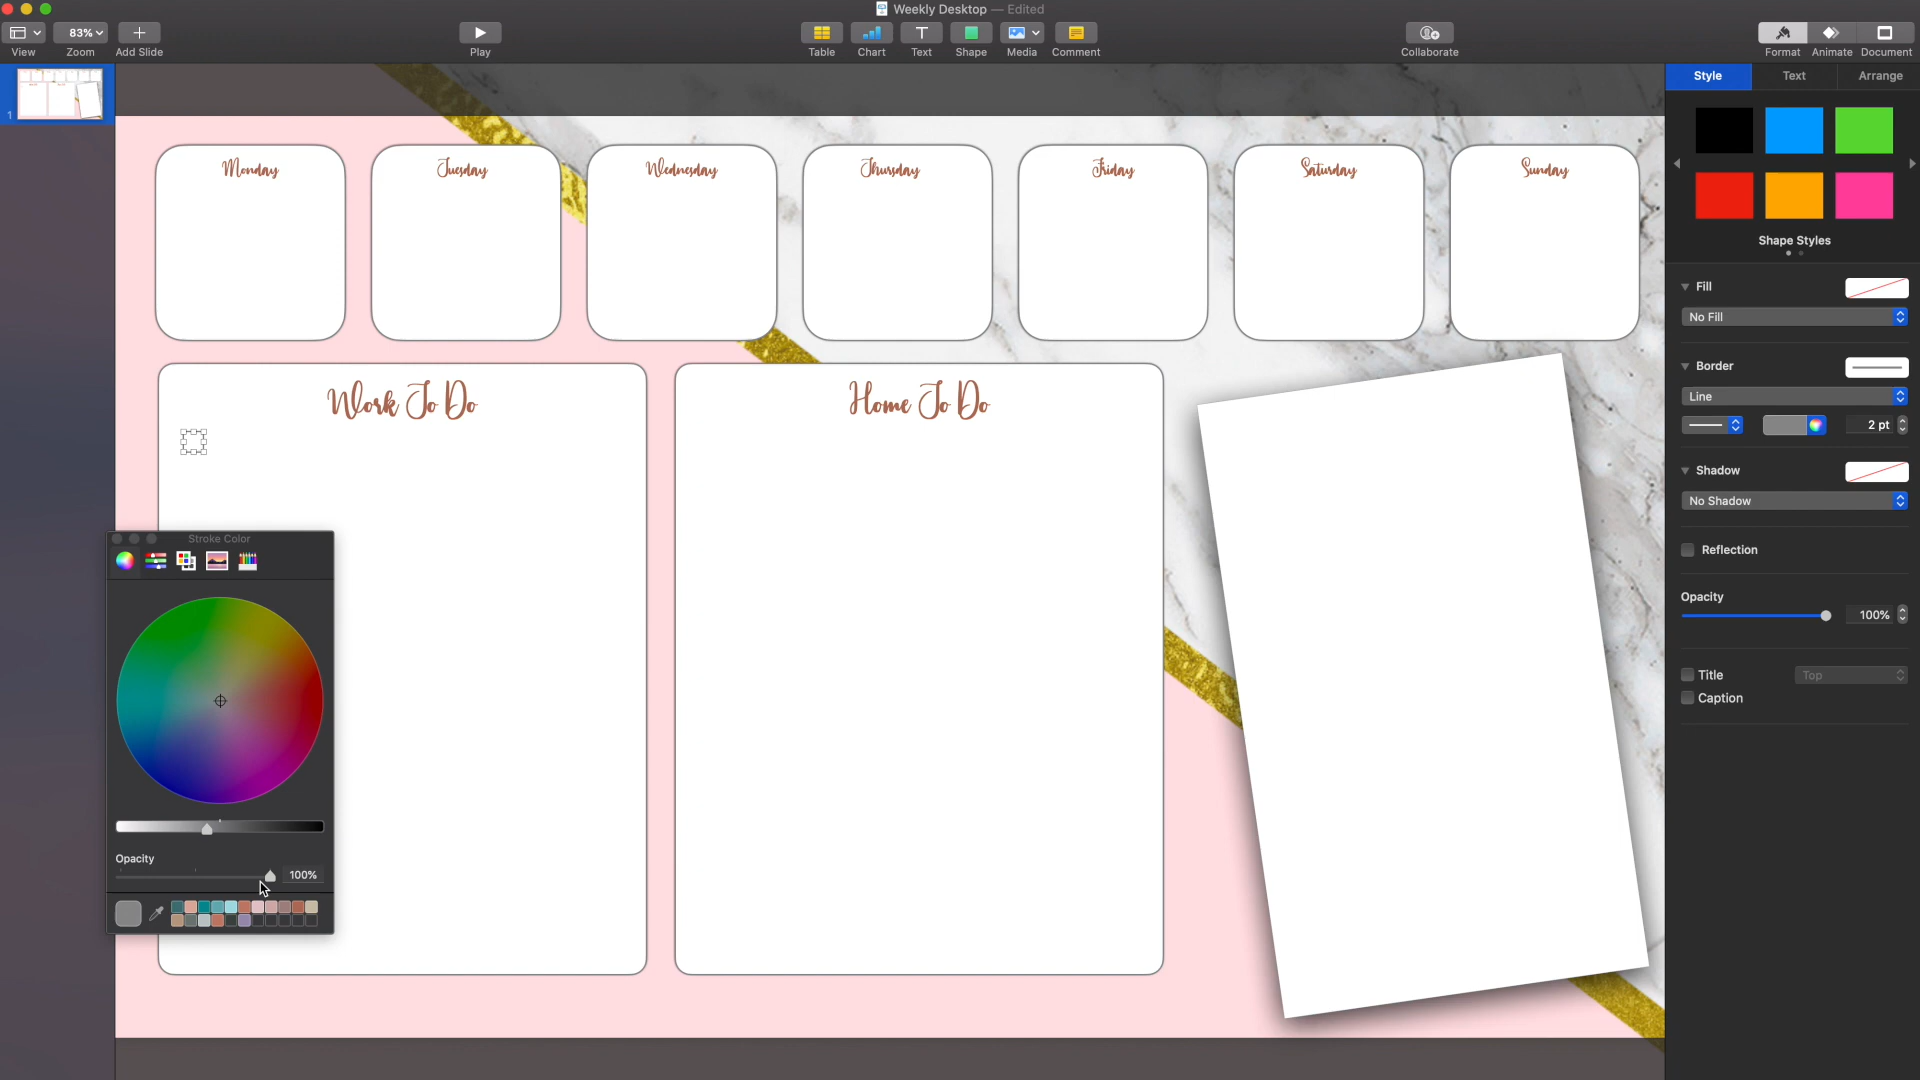 Weekly Desktop — Edited
83%
View Zoom Add Slide
Play
Table Chart Text Shape Media Comment
Collaborate
Format Animate Document
1
Style Text Arrange
Shape Styles
Fill
No Fill
Border
Line
2 pt
Shadow
No Shadow
Reflection
Opacity
100%
Title Top
Caption
Monday Tuesday Wednesday Thursday Friday Saturday Sunday
Work To Do
Home To Do
Stroke Color
Opacity
100%